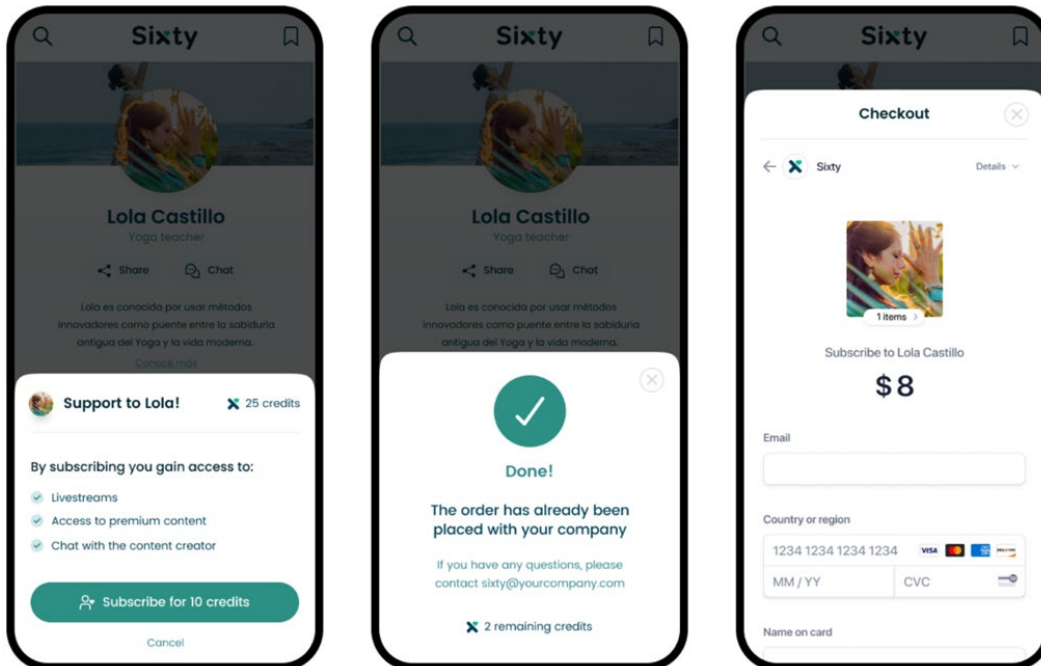 Sixty
Lola Castillo
Yoga teacher
Share
Chat
Lola es conocida por usar métodos
innovadores como puente entre la sabiduría
antigua del Yoga y la vida moderna.
Conocé más
Support to Lola!
25 credits
By subscribing you gain access to:
Livestreams
Access to premium content
Chat with the content creator
Subscribe for 10 credits
Cancel
Sixty
Lola Castillo
Yoga teacher
Share
Chat
Lola es conocida por usar métodos
innovadores como puente entre la sabiduría
antigua del Yoga y la vida moderna.
Done!
The order has already been
placed with your company
If you have any questions, please
contact sixty@yourcompany.com
2 remaining credits
Sixty
Checkout
Sixty
Details
1 items
Subscribe to Lola Castillo
$8
Email
Country or region
1234 1234 1234 1234
VISA
MM / YY
CVC
Name on card